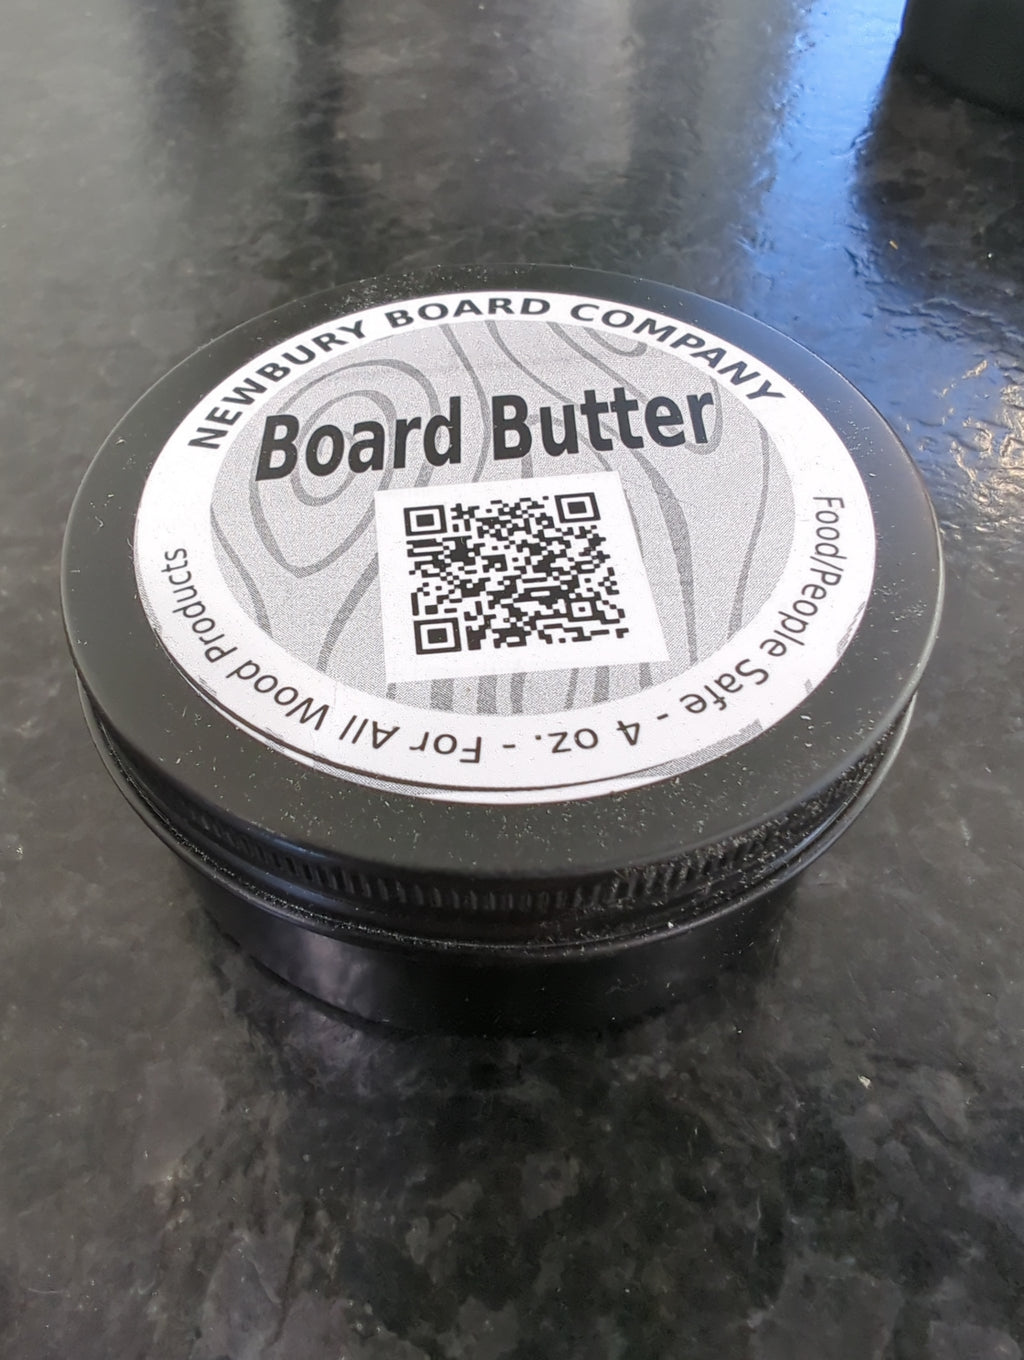 NEWBURY BOARD COMPANY
Board Butter
Food/People Safe - 4 oz. - For All Wood Products